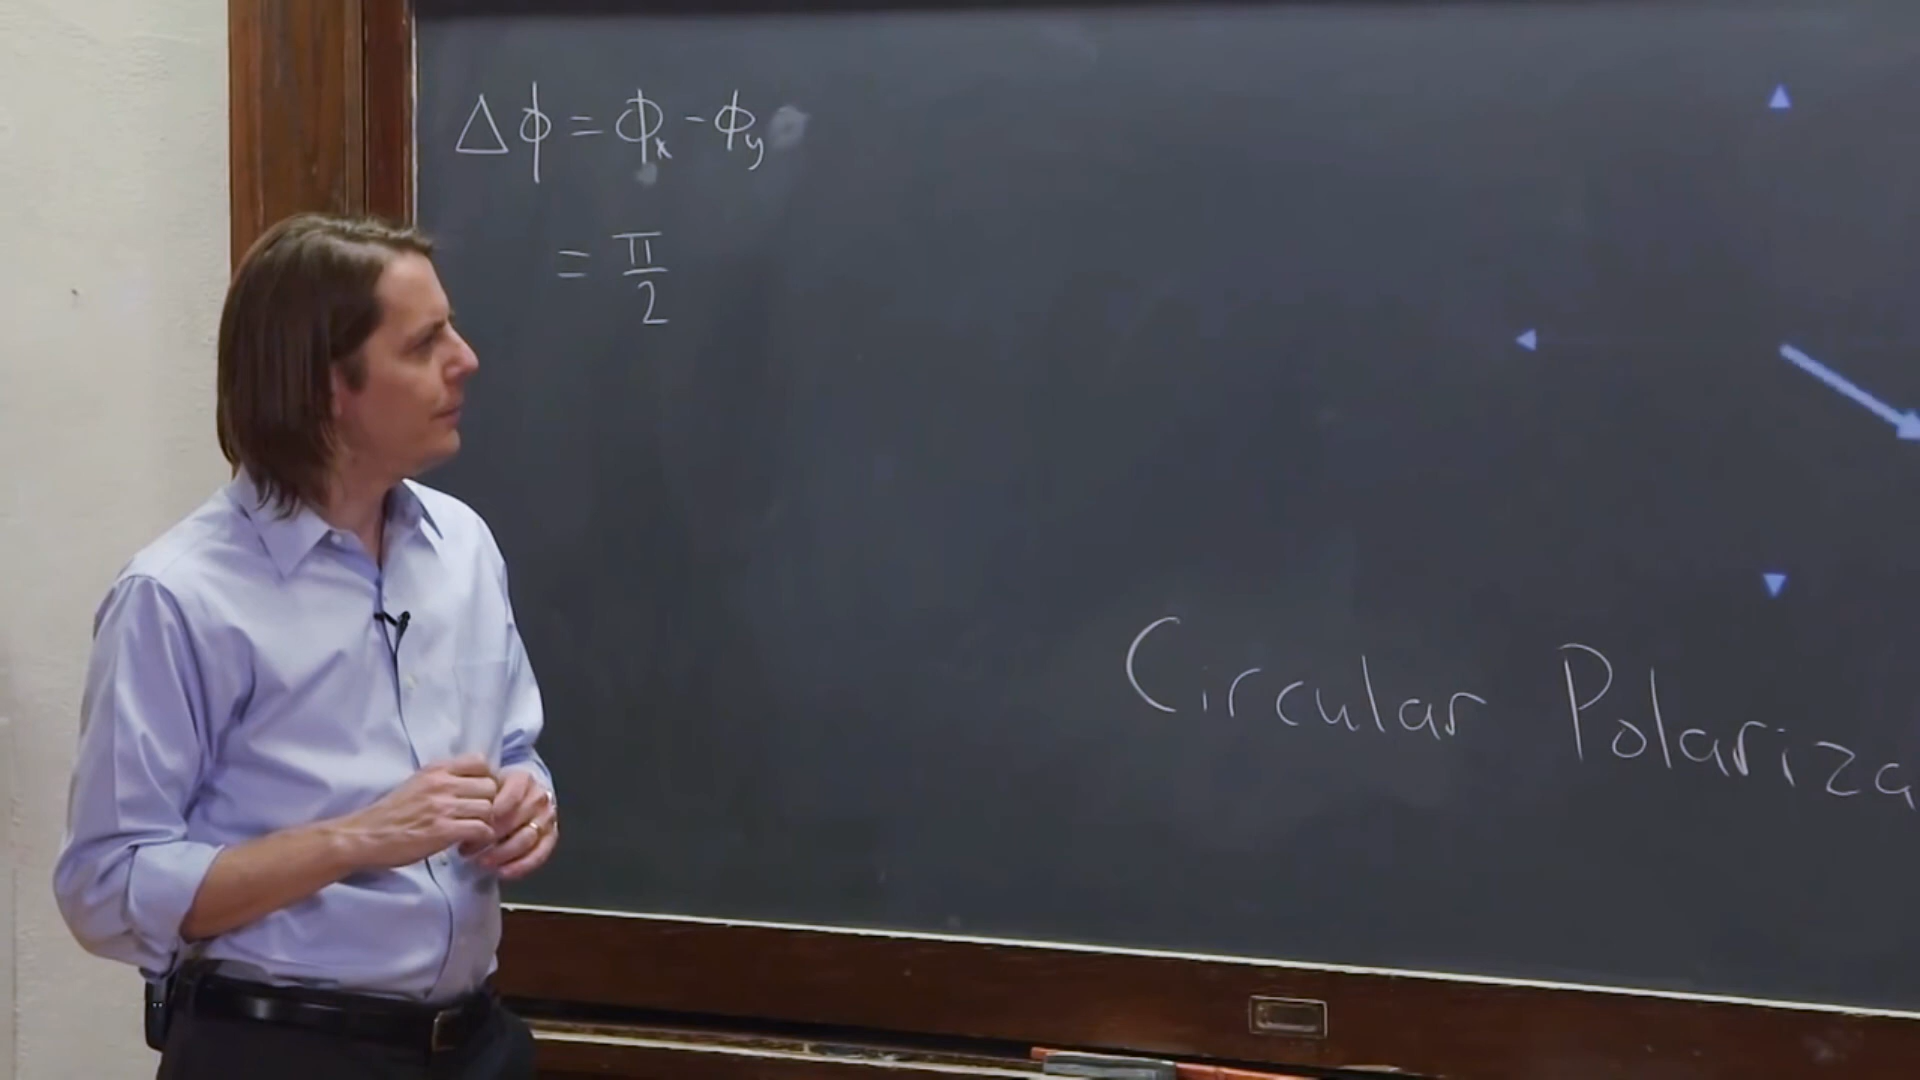 Δϕ = ϕₓ - ϕy
= π/2
Circular Polariza